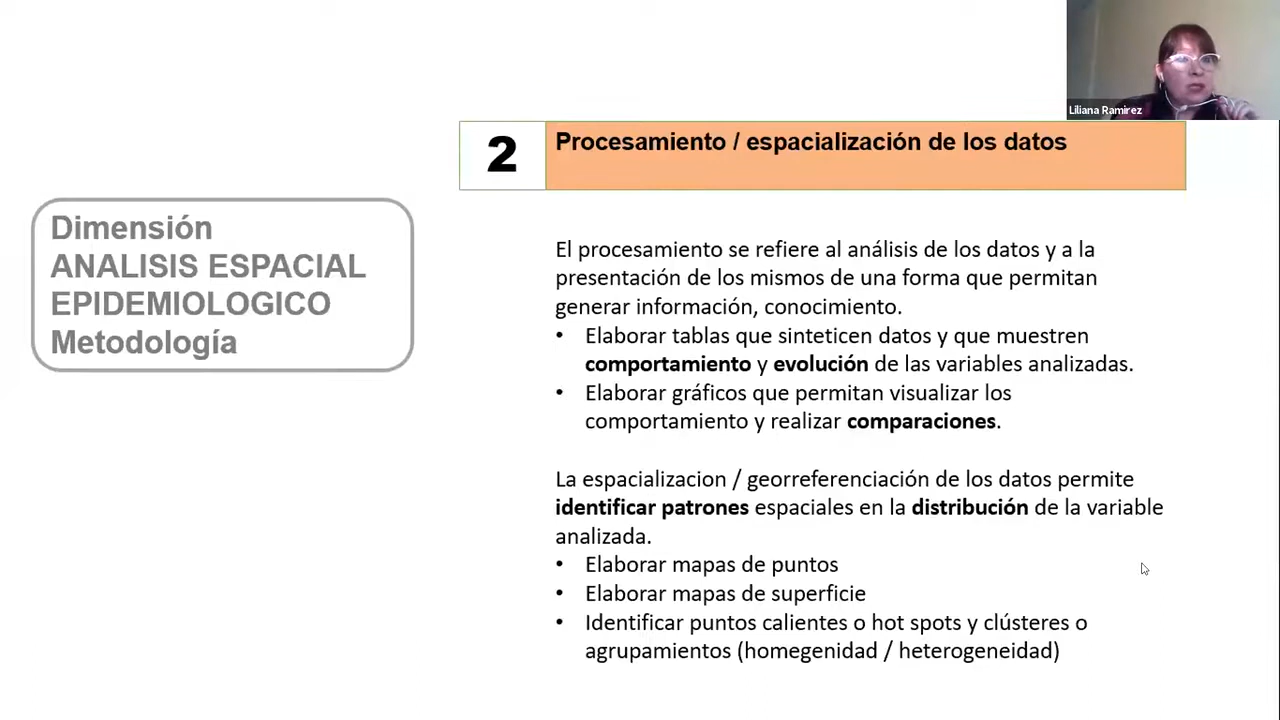 Liliana Ramirez
2
Procesamiento / espacialización de los datos
Dimensión
ANALISIS ESPACIAL
EPIDEMIOLOGICO
Metodología
El procesamiento se refiere al análisis de los datos y a la
presentación de los mismos de una forma que permitan
generar información, conocimiento.
• Elaborar tablas que sinteticen datos y que muestren
comportamiento y evolución de las variables analizadas.
• Elaborar gráficos que permitan visualizar los
comportamiento y realizar comparaciones.
La espacializacion / georreferenciación de los datos permite
identificar patrones espaciales en la distribución de la variable
analizada.
• Elaborar mapas de puntos
• Elaborar mapas de superficie
• Identificar puntos calientes o hot spots y clústeres o
agrupamientos (homegenidad / heterogeneidad)